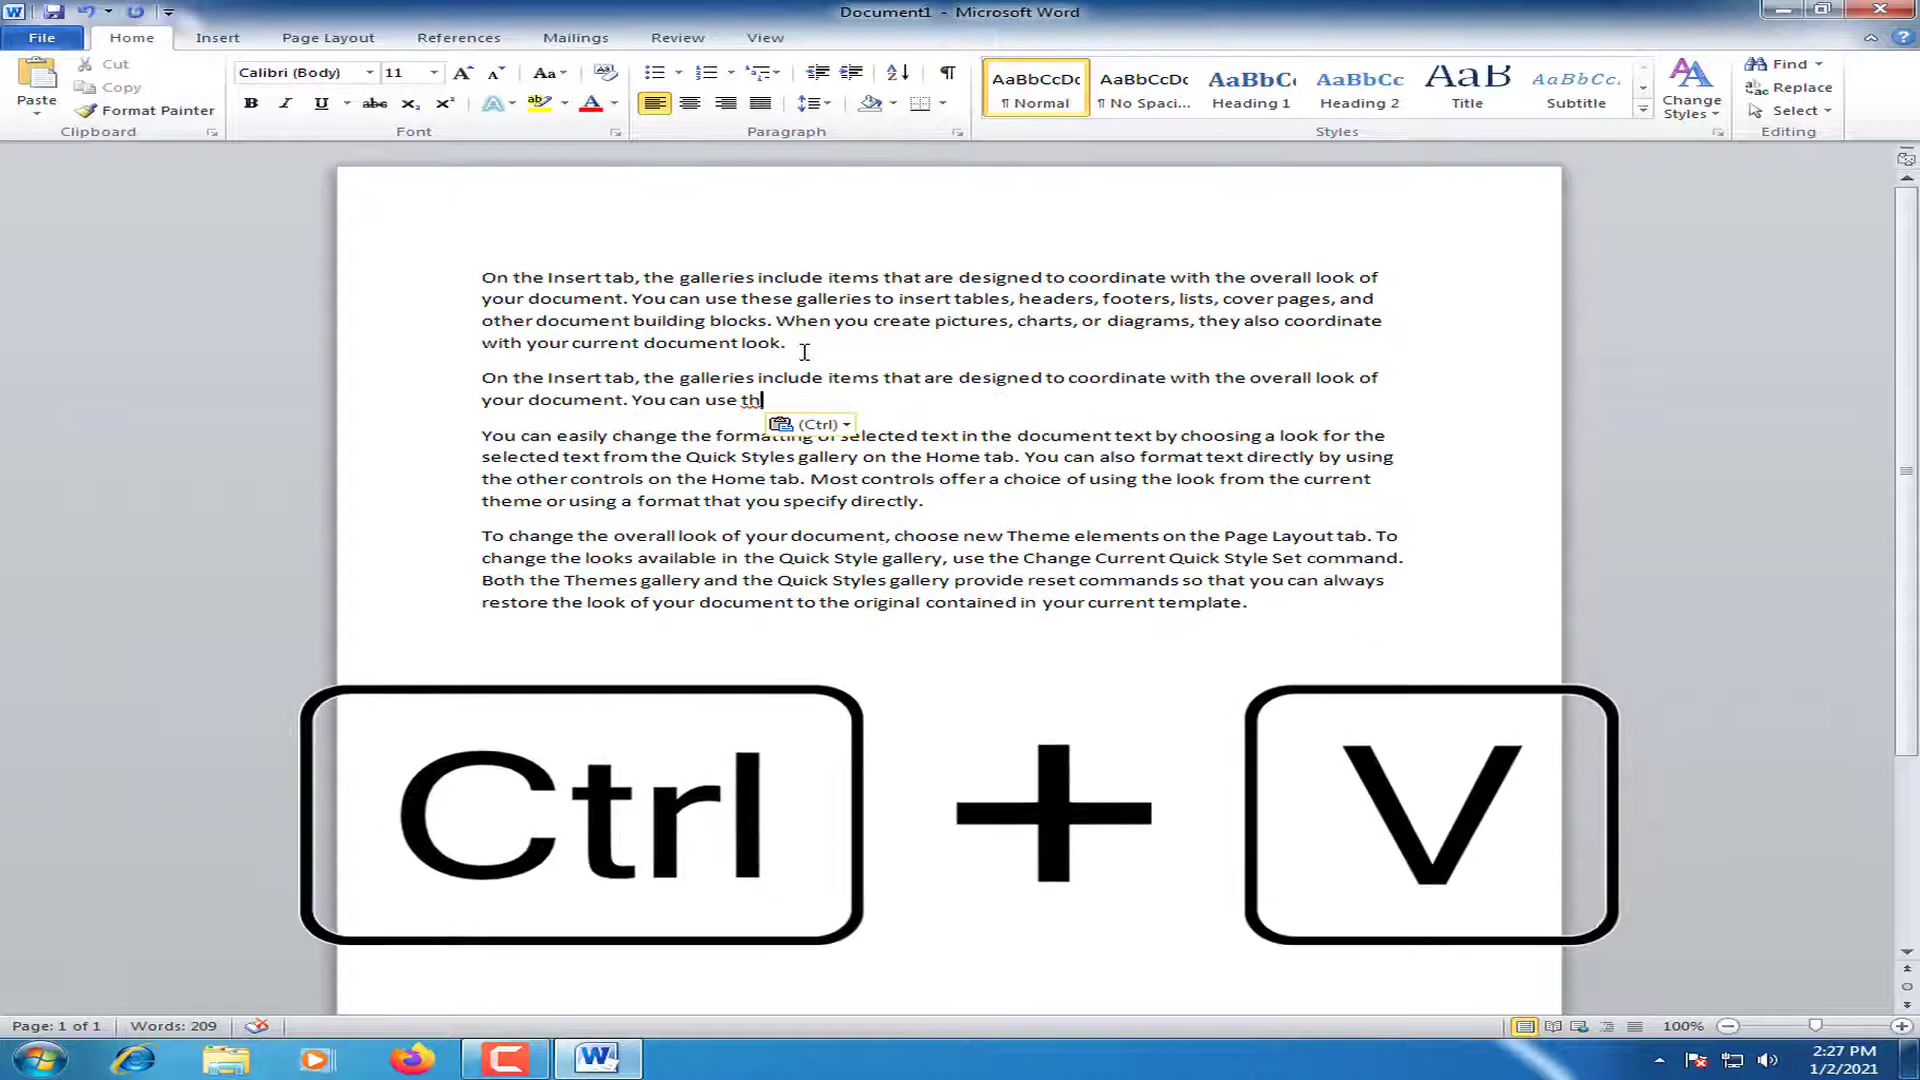 Document1 - Microsoft Word
File Home Insert Page Layout References Mailings Review View
Paste
Cut
Copy
Format Painter
Clipboard
Calibri (Body) 11
Font
Paragraph
AaBbCcDc AaBbCcDc AaBbC AaBbCc AaB AaBbCc.
¶ Normal ¶ No Spaci... Heading 1 Heading 2 Title Subtitle
Change
Styles
Styles
Find
Replace
Select
Editing
On the Insert tab, the galleries include items that are designed to coordinate with the overall look of
your document. You can use these galleries to insert tables, headers, footers, lists, cover pages, and
other document building blocks. When you create pictures, charts, or diagrams, they also coordinate
with your current document look.
On the Insert tab, the galleries include items that are designed to coordinate with the overall look of
your document. You can use th
(Ctrl)
You can easily change the formatting of selected text in the document text by choosing a look for the
selected text from the Quick Styles gallery on the Home tab. You can also format text directly by using
the other controls on the Home tab. Most controls offer a choice of using the look from the current
theme or using a format that you specify directly.
To change the overall look of your document, choose new Theme elements on the Page Layout tab. To
change the looks available in the Quick Style gallery, use the Change Current Quick Style Set command.
Both the Themes gallery and the Quick Styles gallery provide reset commands so that you can always
restore the look of your document to the original contained in your current template.
Ctrl + V
Page: 1 of 1 Words: 209 100%
2:27 PM
1/2/2021